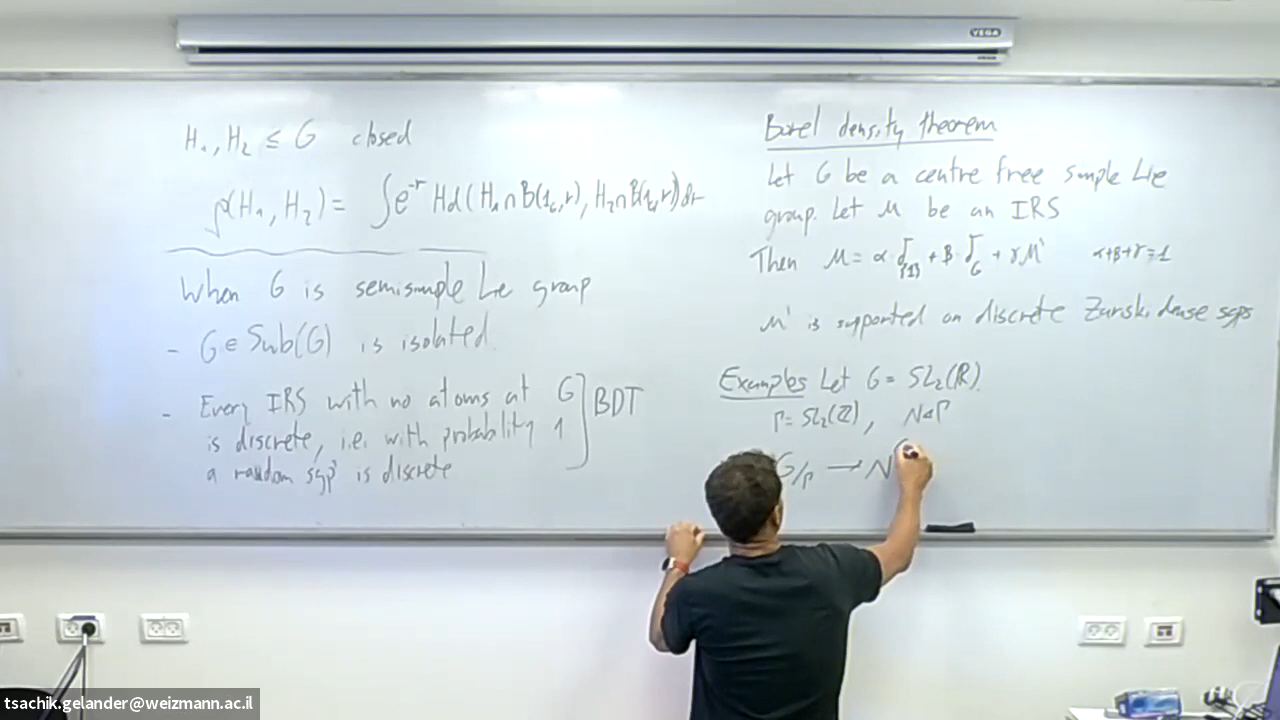 VEGA
H₁, H₂ ≤ G closed
ρ(H₁, H₂) = ∫e⁻ʳ Hd(H₁∩B(1_G,r), H₂∩B(1_G,r))dr
When G is semisimple Lie group
- G ∈ Sub(G) is isolated.
- Every IRS with no atoms at G
is discrete, i.e. with probability 1
a random sgp is discrete
BDT
Borel density theorem
Let G be a centre free simple Lie
group. Let μ be an IRS
Then μ = α δ_{1} + β δ_G + γ μ' α+β+γ=1
μ' is supported on discrete Zariski dense sgps
Examples Let G = SL₂(ℝ).
Γ = SL₂(ℤ), N◁Γ
G/Γ → N
tsachik.gelander@weizmann.ac.il